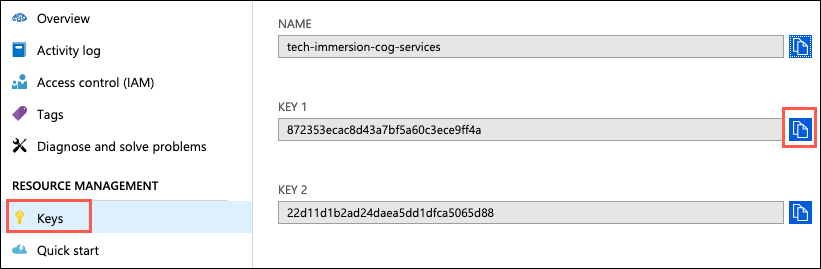 Overview
Activity log
Access control (IAM)
Tags
Diagnose and solve problems
RESOURCE MANAGEMENT
Keys
Quick start
NAME
tech-immersion-cog-services
KEY 1
872353ecac8d43a7bf5a60c3ece9ff4a
KEY 2
22d11d1b2ad24daea5dd1dfca5065d88